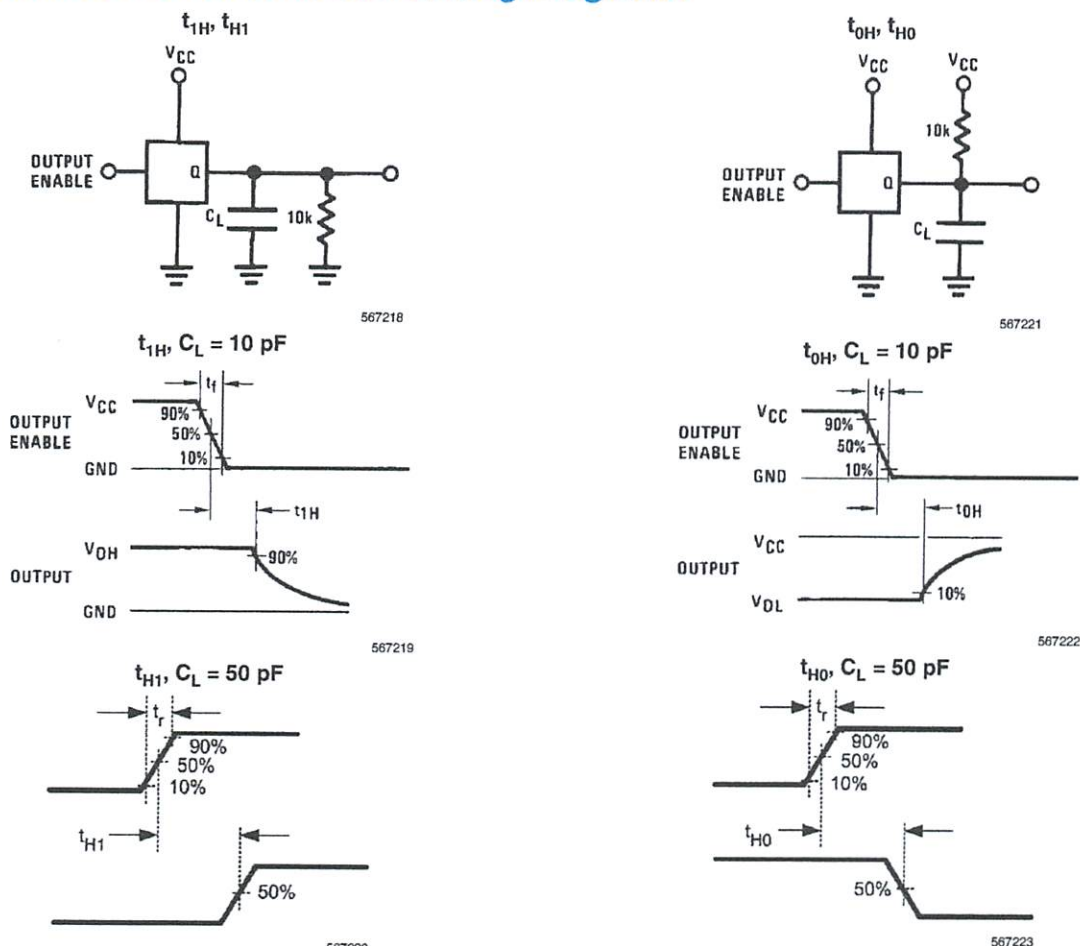 t1H, tH1
VCC
OUTPUT
ENABLE
Q
CL
10k
567218
t0H, tH0
VCC
VCC
10k
OUTPUT
ENABLE
Q
CL
567221
t1H, CL = 10 pF
tf
VCC
90%
OUTPUT
ENABLE
50%
10%
GND
t1H
VOH
90%
OUTPUT
GND
567219
t0H, CL = 10 pF
tf
VCC
90%
OUTPUT
ENABLE
50%
10%
GND
t0H
VCC
OUTPUT
VOL
10%
567222
tH1, CL = 50 pF
tr
90%
50%
10%
tH1
50%
tH0, CL = 50 pF
tr
90%
50%
10%
tH0
50%
567223